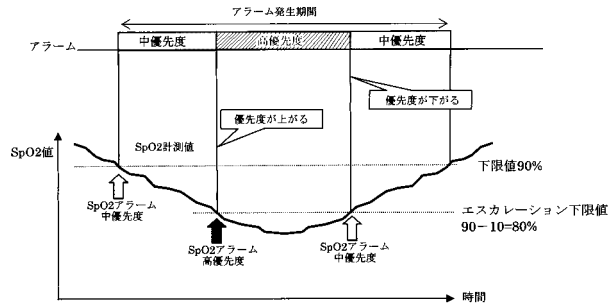 アラーム発生期間
中優先度
高優先度
中優先度
アラーム
優先度が上がる
優先度が下がる
SpO2値
SpO2計測値
下限値90%
SpO2アラーム
中優先度
エスカレーション下限値
90-10=80%
SpO2アラーム
高優先度
SpO2アラーム
中優先度
時間